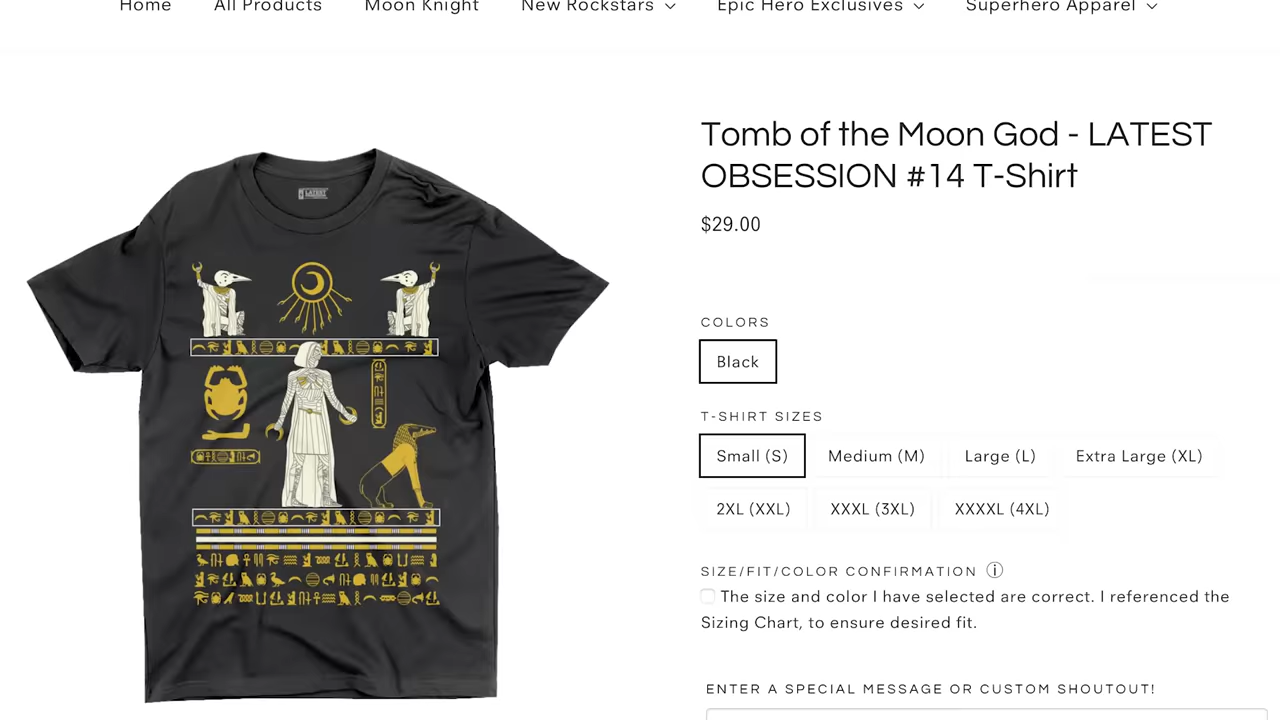 Home All Products Moon Knight New Rockstars Epic Hero Exclusives Superhero Apparel
Tomb of the Moon God - LATEST
OBSESSION #14 T-Shirt
$29.00
COLORS
Black
T-SHIRT SIZES
Small (S) Medium (M) Large (L) Extra Large (XL)
2XL (XXL) XXXL (3XL) XXXXL (4XL)
SIZE/FIT/COLOR CONFIRMATION
The size and color I have selected are correct. I referenced the
Sizing Chart, to ensure desired fit.
ENTER A SPECIAL MESSAGE OR CUSTOM SHOUTOUT!
LATEST